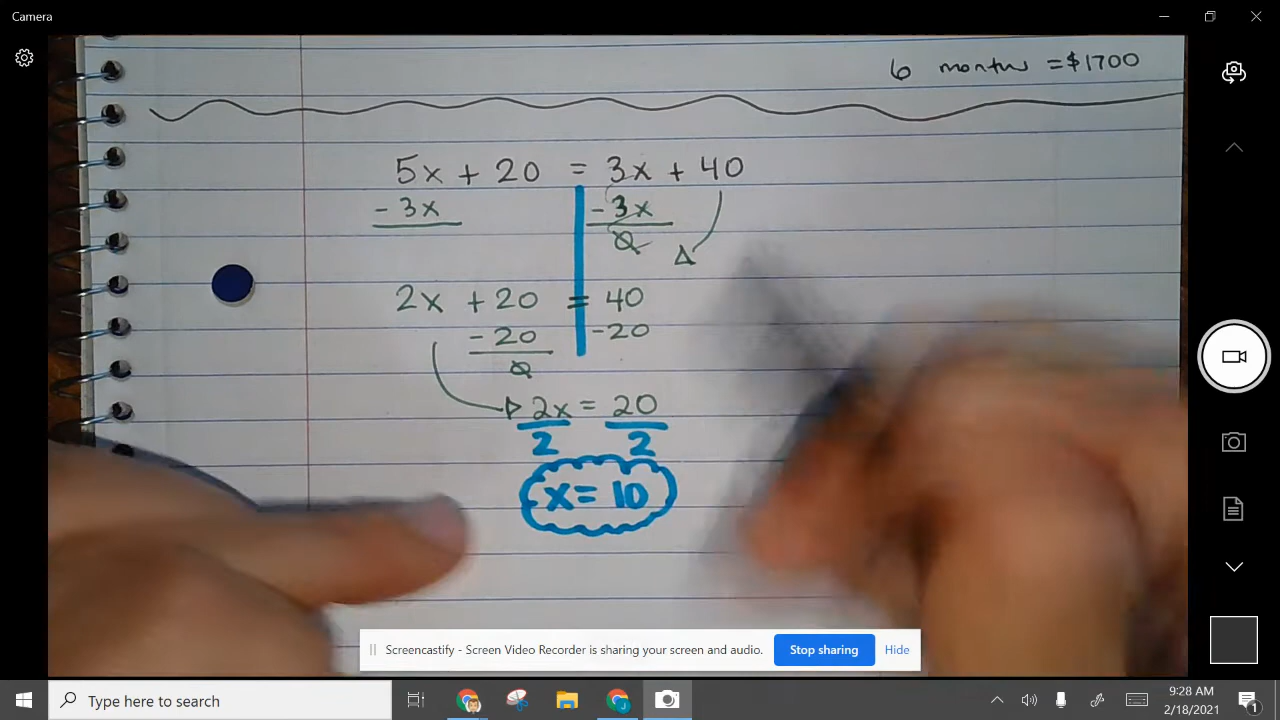 Camera
6 months = $1700
5x + 20 = 3x + 40
- 3x - 3x
0
2x + 20 = 40
- 20 -20
0
2x = 20
2 2
x = 10
Screencastify - Screen Video Recorder is sharing your screen and audio. Stop sharing Hide
Type here to search
9:28 AM
2/18/2021
1